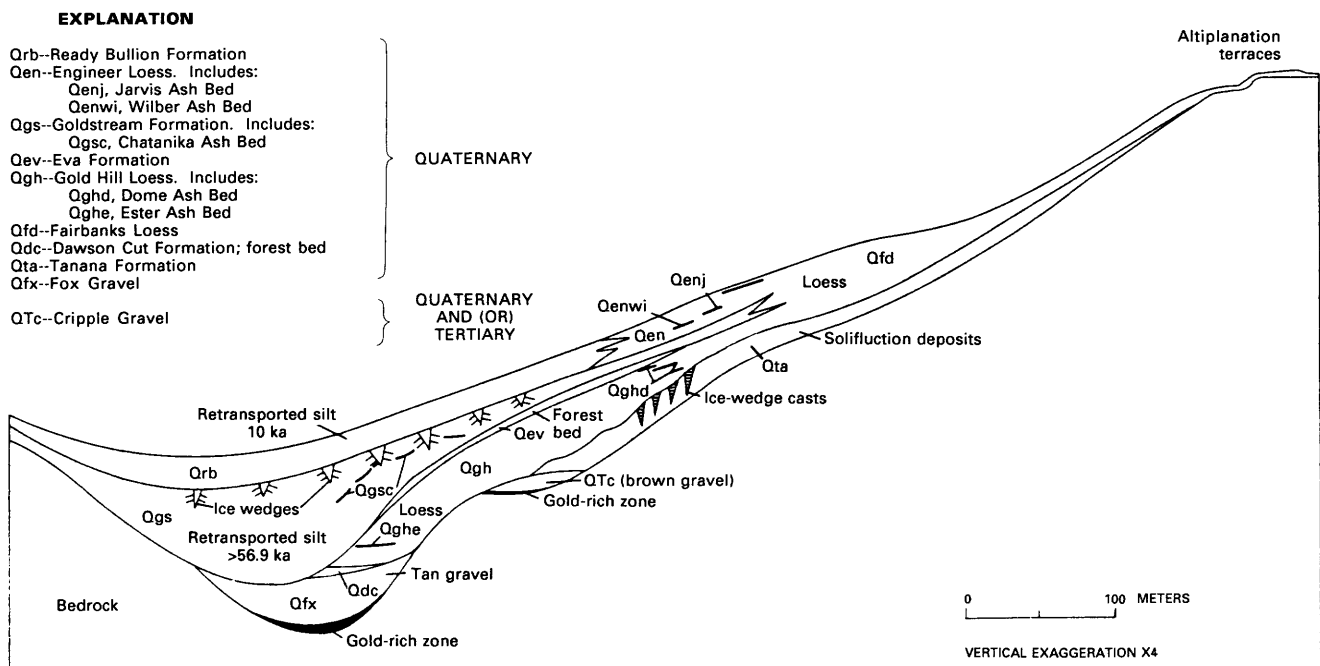 EXPLANATION
Qrb--Ready Bullion Formation
Qen--Engineer Loess. Includes:
Qenj, Jarvis Ash Bed
Qenwi, Wilber Ash Bed
Qgs--Goldstream Formation. Includes:
Qgsc, Chatanika Ash Bed
Qev--Eva Formation
Qgh--Gold Hill Loess. Includes:
Qghd, Dome Ash Bed
Qghe, Ester Ash Bed
Qfd--Fairbanks Loess
Qdc--Dawson Cut Formation; forest bed
Qta--Tanana Formation
Qfx--Fox Gravel
QTc--Cripple Gravel
QUATERNARY
QUATERNARY
AND (OR)
TERTIARY
Altiplanation
terraces
Qfd
Loess
Qenj
Qenwi
Qen
Solifluction deposits
Qta
Qghd
Ice-wedge casts
Retransported silt
10 ka
Forest
bed
Qev
Qrb
Qgh
QTc (brown gravel)
Gold-rich zone
Qgsc
Ice wedges
Qgs
Loess
Qghe
Retransported silt
>56.9 ka
Tan gravel
Qdc
Qfx
Bedrock
Gold-rich zone
0 100 METERS
VERTICAL EXAGGERATION X4